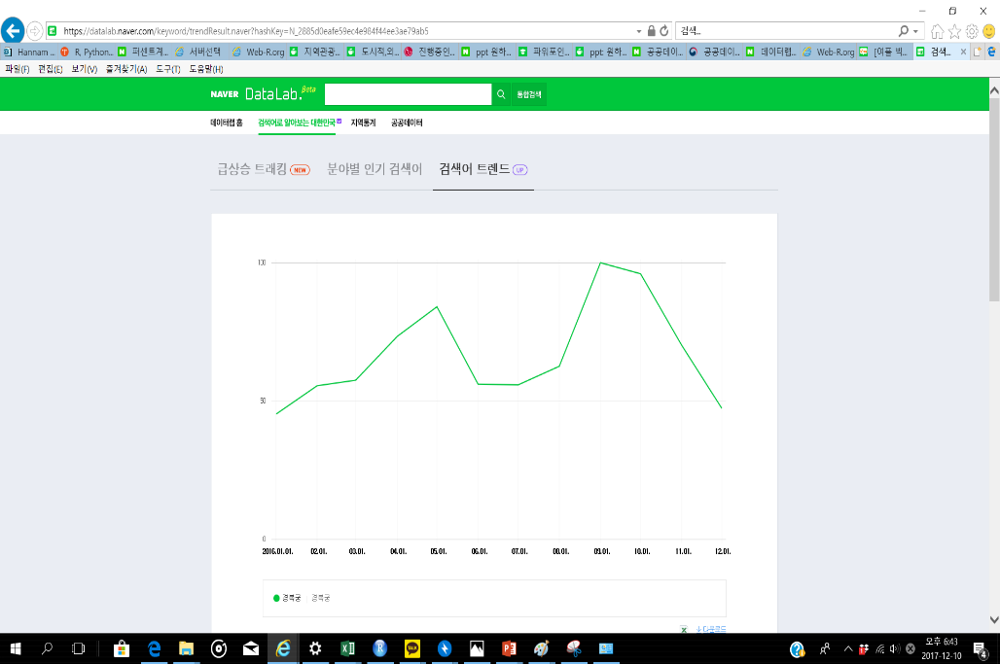 https://datalab.naver.com/keyword/trendResult.naver?hashKey=N_2885d0eafe59ec4e984f44ee3ae79ab5
검색...
Hannam ... R, Python... 퍼센트계... 서버선택 Web-R.org 지역관광... 도시적,외... 진행중인... ppt 원하... 파워포인... ppt 원하... 공공데이... 공공데이... 데이터랩... Web-R.org [여플 빅... 검색...
파일(F) 편집(E) 보기(V) 즐겨찾기(A) 도구(T) 도움말(H)
NAVER DataLab. Beta 통합검색
데이터랩 홈 검색어로 알아보는 대한민국 지역통계 공공데이터
급상승 트래킹 NEW 분야별 인기 검색어 검색어 트렌드 UP
100
50
0
2016.01.01. 02.01. 03.01. 04.01. 05.01. 06.01. 07.01. 08.01. 09.01. 10.01. 11.01. 12.01.
경복궁 경복궁
다운로드
오후 6:43
2017-12-10
4